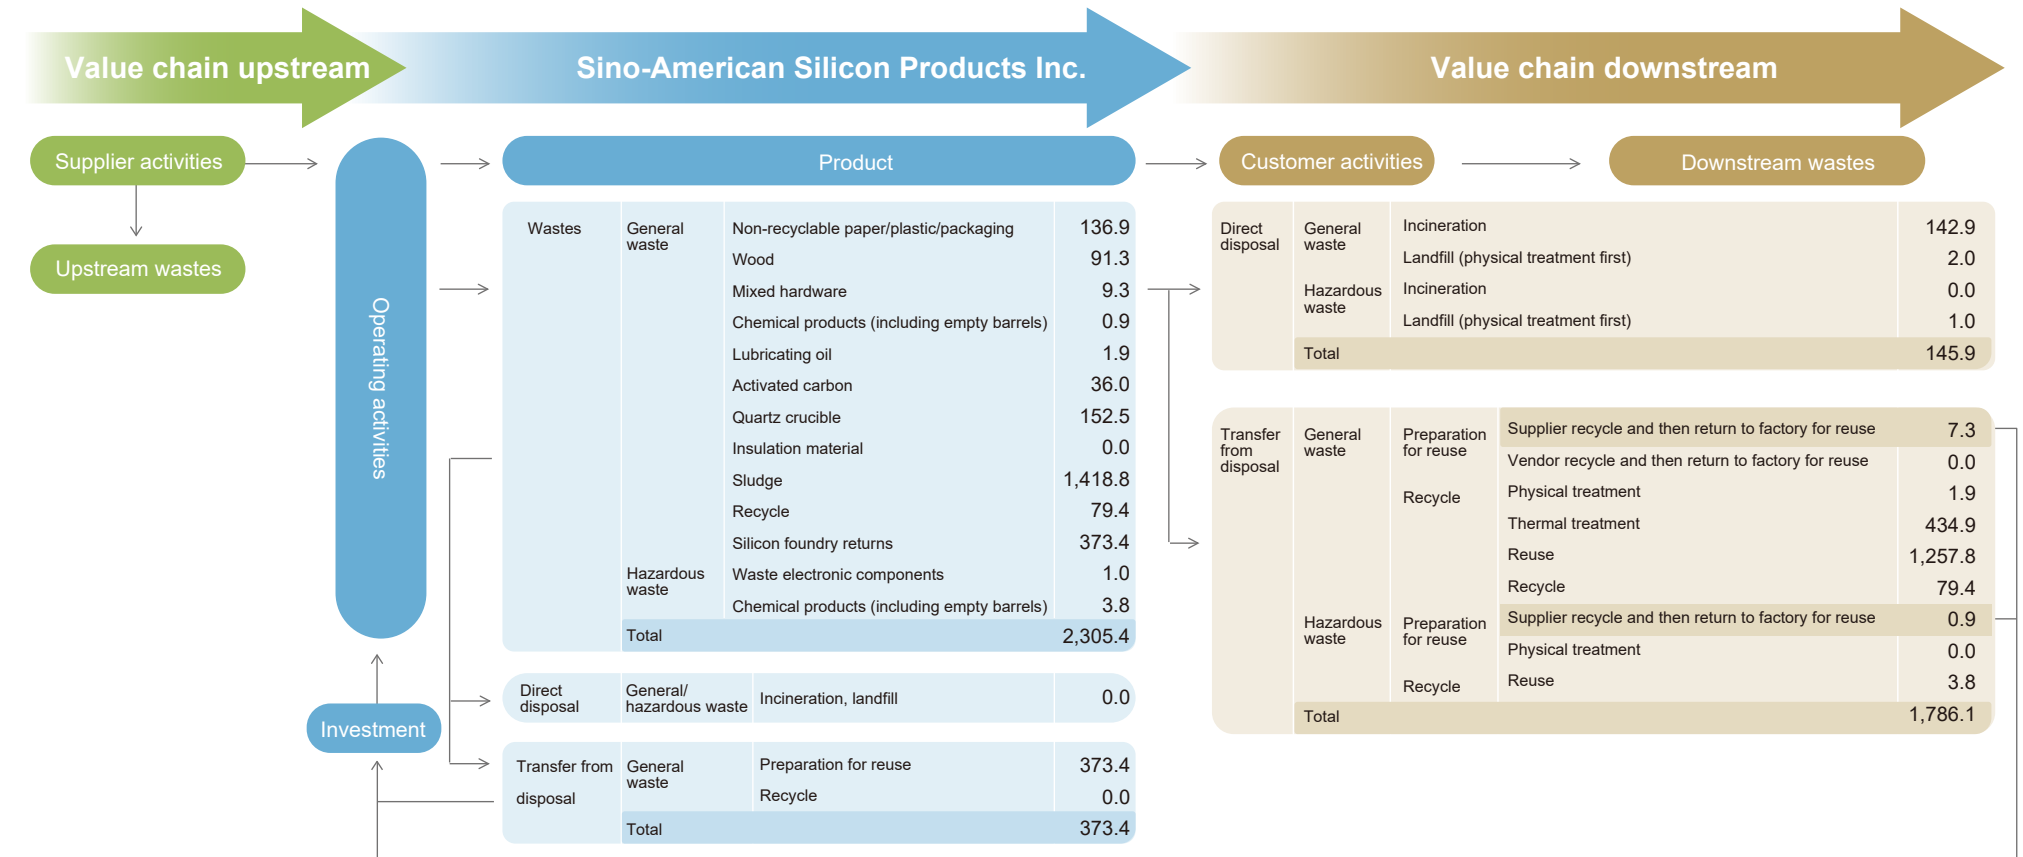 Value chain upstream
Sino-American Silicon Products Inc.
Value chain downstream
Supplier activities
Upstream wastes
Operating activities
Investment
Product
Customer activities
Downstream wastes
Wastes
General
waste
Non-recyclable paper/plastic/packaging 136.9
Wood 91.3
Mixed hardware 9.3
Chemical products (including empty barrels) 0.9
Lubricating oil 1.9
Activated carbon 36.0
Quartz crucible 152.5
Insulation material 0.0
Sludge 1,418.8
Recycle 79.4
Silicon foundry returns 373.4
Hazardous
waste
Waste electronic components 1.0
Chemical products (including empty barrels) 3.8
Total 2,305.4
Direct
disposal
General/
hazardous waste
Incineration, landfill 0.0
Transfer from
disposal
General
waste
Preparation for reuse 373.4
Recycle 0.0
Total 373.4
Direct
disposal
General
waste
Incineration 142.9
Landfill (physical treatment first) 2.0
Hazardous
waste
Incineration 0.0
Landfill (physical treatment first) 1.0
Total 145.9
Transfer
from
disposal
General
waste
Preparation
for reuse
Supplier recycle and then return to factory for reuse 7.3
Vendor recycle and then return to factory for reuse 0.0
Recycle
Physical treatment 1.9
Thermal treatment 434.9
Reuse 1,257.8
Recycle 79.4
Hazardous
waste
Preparation
for reuse
Supplier recycle and then return to factory for reuse 0.9
Physical treatment 0.0
Recycle
Reuse 3.8
Total 1,786.1